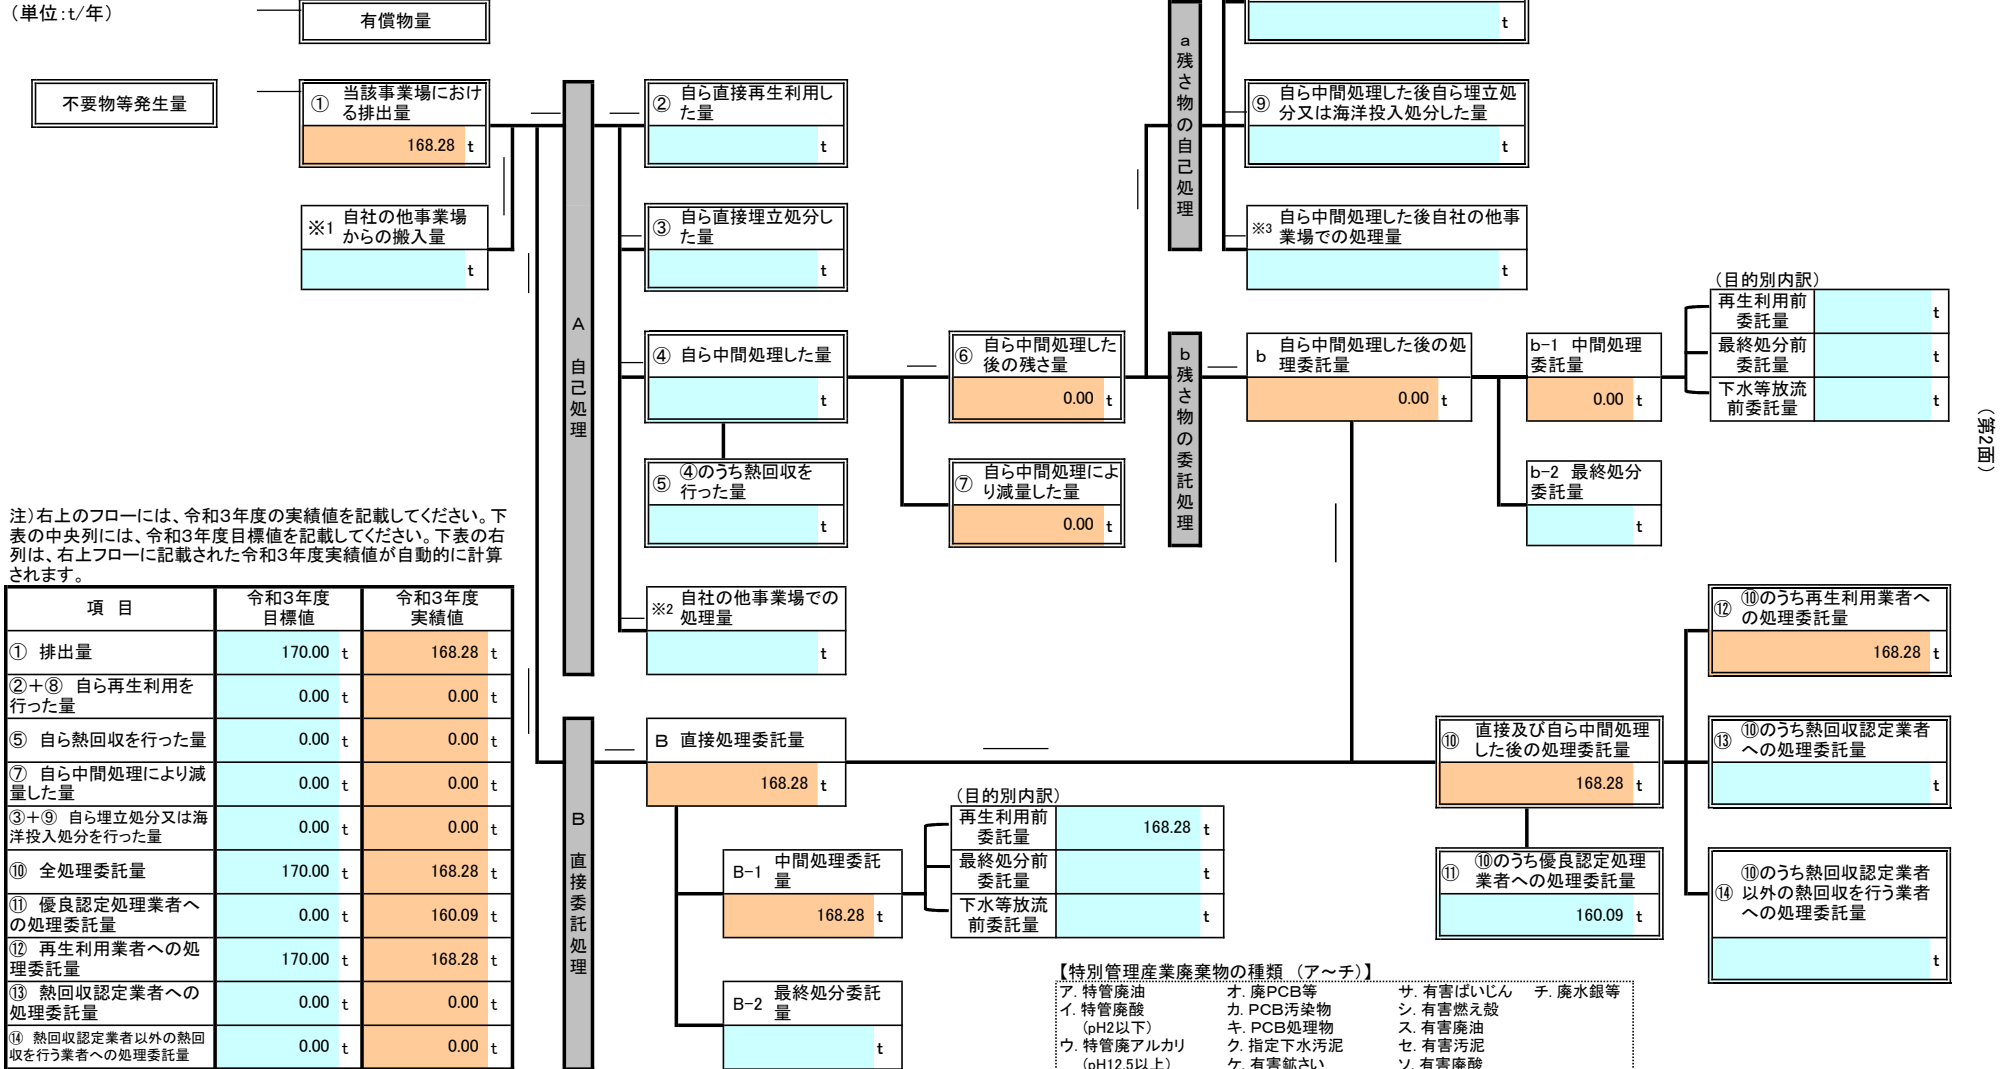 （単位:t/年）
有償物量
t
不要物等発生量
① 当該事業場におけ
る排出量
168.28 t
※1 自社の他事業場
からの搬入量
t
A 自己処理
② 自ら直接再生利用し
た量
t
③ 自ら直接埋立処分し
た量
t
④ 自ら中間処理した量
t
⑤ ④のうち熱回収を
行った量
t
※2 自社の他事業場での
処理量
t
⑥ 自ら中間処理した
後の残さ量
0.00 t
⑦ 自ら中間処理によ
り減量した量
0.00 t
a 残さ物の自己処理
⑨ 自ら中間処理した後自ら埋立処
分又は海洋投入処分した量
t
※3 自ら中間処理した後自社の他事
業場での処理量
t
b 残さ物の委託処理
b 自ら中間処理した後の処
理委託量
0.00 t
b-1 中間処理
委託量
0.00 t
b-2 最終処分
委託量
t
（目的別内訳）
再生利用前
委託量
t
最終処分前
委託量
t
下水等放流
前委託量
t
（第2面）
注）右上のフローには、令和3年度の実績値を記載してください。下
表の中央列には、令和3年度目標値を記載してください。下表の右
列は、右上フローに記載された令和3年度実績値が自動的に計算
されます。
項 目
令和3年度
目標値
令和3年度
実績値
① 排出量 170.00 t 168.28 t
②＋⑧ 自ら再生利用を
行った量 0.00 t 0.00 t
⑤ 自ら熱回収を行った量 0.00 t 0.00 t
⑦ 自ら中間処理により減
量した量 0.00 t 0.00 t
③＋⑨ 自ら埋立処分又は海
洋投入処分を行った量 0.00 t 0.00 t
⑩ 全処理委託量 170.00 t 168.28 t
⑪ 優良認定処理業者へ
の処理委託量 0.00 t 160.09 t
⑫ 再生利用業者への処
理委託量 170.00 t 168.28 t
⑬ 熱回収認定業者への
処理委託量 0.00 t 0.00 t
⑭ 熱回収認定業者以外の熱回
収を行う業者への処理委託量 0.00 t 0.00 t
B 直接委託処理
B 直接処理委託量
168.28 t
B-1 中間処理委託
量
168.28 t
B-2 最終処分委託
量
t
（目的別内訳）
再生利用前
委託量
168.28 t
最終処分前
委託量
t
下水等放流
前委託量
t
⑩ 直接及び自ら中間処理
した後の処理委託量
168.28 t
⑪ ⑩のうち優良認定処理
業者への処理委託量
160.09 t
⑫ ⑩のうち再生利用業者へ
の処理委託量
168.28 t
⑬ ⑩のうち熱回収認定業者
への処理委託量
t
⑭ ⑩のうち熱回収認定業者
以外の熱回収を行う業者
への処理委託量
t
【特別管理産業廃棄物の種類 （ア～チ）】
ア. 特管廃油 オ. 廃PCB等 サ. 有害ばいじん チ. 廃水銀等
イ. 特管廃酸 カ. PCB汚染物 シ. 有害燃え殻
（pH2以下） キ. PCB処理物 ス. 有害廃油
ウ. 特管廃アルカリ ク. 指定下水汚泥 セ. 有害汚泥
（pH12.5以上） ケ. 有害鉱さい ソ. 有害廃酸